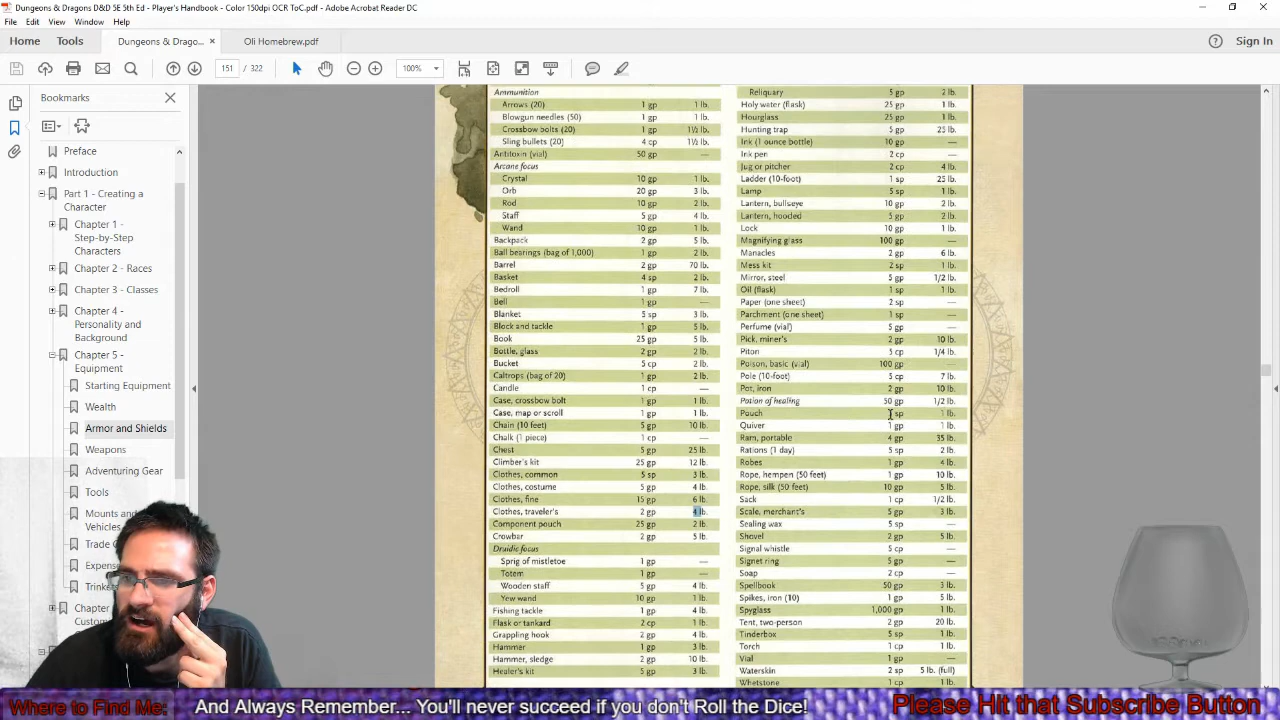 Dungeons & Dragons D&D 5E 5th Ed - Player's Handbook - Color 150dpi OCR ToC.pdf - Adobe Acrobat Reader DC
File Edit View Window Help
Home Tools Dungeons & Drago... × Oli Homebrew.pdf Sign In
151 / 322 100%
Bookmarks
Preface
Introduction
Part 1 - Creating a
Character
Chapter 1 -
Step-by-Step
Characters
Chapter 2 - Races
Chapter 3 - Classes
Chapter 4 -
Personality and
Background
Chapter 5 -
Equipment
Starting Equipment
Wealth
Armor and Shields
Weapons
Adventuring Gear
Tools
Mounts and
Vehicles
Trade G
Expense
Trinkets
Chapter
Custom
Ammunition
Arrows (20) 1 gp 1 lb.
Blowgun needles (50) 1 gp 1 lb.
Crossbow bolts (20) 1 gp 1½ lb.
Sling bullets (20) 4 cp 1½ lb.
Antitoxin (vial) 50 gp —
Arcane focus
Crystal 10 gp 1 lb.
Orb 20 gp 3 lb.
Rod 10 gp 2 lb.
Staff 5 gp 4 lb.
Wand 10 gp 1 lb.
Backpack 2 gp 5 lb.
Ball bearings (bag of 1,000) 1 gp 2 lb.
Barrel 2 gp 70 lb.
Basket 4 sp 2 lb.
Bedroll 1 gp 7 lb.
Bell 1 gp —
Blanket 5 sp 3 lb.
Block and tackle 1 gp 5 lb.
Book 25 gp 5 lb.
Bottle, glass 2 gp 2 lb.
Bucket 5 cp 2 lb.
Caltrops (bag of 20) 1 gp 2 lb.
Candle 1 cp —
Case, crossbow bolt 1 gp 1 lb.
Case, map or scroll 1 gp 1 lb.
Chain (10 feet) 5 gp 10 lb.
Chalk (1 piece) 1 cp —
Chest 5 gp 25 lb.
Climber's kit 25 gp 12 lb.
Clothes, common 5 sp 3 lb.
Clothes, costume 5 gp 4 lb.
Clothes, fine 15 gp 6 lb.
Clothes, traveler's 2 gp 4 lb.
Component pouch 25 gp 2 lb.
Crowbar 2 gp 5 lb.
Druidic focus
Sprig of mistletoe 1 gp —
Totem 1 gp —
Wooden staff 5 gp 4 lb.
Yew wand 10 gp 1 lb.
Fishing tackle 1 gp 4 lb.
Flask or tankard 2 cp 1 lb.
Grappling hook 2 gp 4 lb.
Hammer 1 gp 3 lb.
Hammer, sledge 2 gp 10 lb.
Healer's kit 5 gp 3 lb.
Reliquary 5 gp 2 lb.
Holy water (flask) 25 gp 1 lb.
Hourglass 25 gp 1 lb.
Hunting trap 5 gp 25 lb.
Ink (1 ounce bottle) 10 gp —
Ink pen 2 cp —
Jug or pitcher 2 cp 4 lb.
Ladder (10-foot) 1 sp 25 lb.
Lamp 5 sp 1 lb.
Lantern, bullseye 10 gp 2 lb.
Lantern, hooded 5 gp 2 lb.
Lock 10 gp 1 lb.
Magnifying glass 100 gp —
Manacles 2 gp 6 lb.
Mess kit 2 sp 1 lb.
Mirror, steel 5 gp 1/2 lb.
Oil (flask) 1 sp 1 lb.
Paper (one sheet) 2 sp —
Parchment (one sheet) 1 sp —
Perfume (vial) 5 gp —
Pick, miner's 2 gp 10 lb.
Piton 5 cp 1/4 lb.
Poison, basic (vial) 100 gp —
Pole (10-foot) 5 cp 7 lb.
Pot, iron 2 gp 10 lb.
Potion of healing 50 gp 1/2 lb.
Pouch sp 1 lb.
Quiver 1 gp 1 lb.
Ram, portable 4 gp 35 lb.
Rations (1 day) 5 sp 2 lb.
Robes 1 gp 4 lb.
Rope, hempen (50 feet) 1 gp 10 lb.
Rope, silk (50 feet) 10 gp 5 lb.
Sack 1 cp 1/2 lb.
Scale, merchant's 5 gp 3 lb.
Sealing wax 5 sp —
Shovel 2 gp 5 lb.
Signal whistle 5 cp —
Signet ring 5 gp —
Soap 2 cp —
Spellbook 50 gp 3 lb.
Spikes, iron (10) 1 gp 5 lb.
Spyglass 1,000 gp 1 lb.
Tent, two-person 2 gp 20 lb.
Tinderbox 5 sp 1 lb.
Torch 1 cp 1 lb.
Vial 1 gp —
Waterskin 2 sp 5 lb. (full)
Whetstone 1 cp 1 lb.
Where to Find Me: And Always Remember... You'll never succeed if you don't Roll the Dice! Please Hit that Subscribe Button